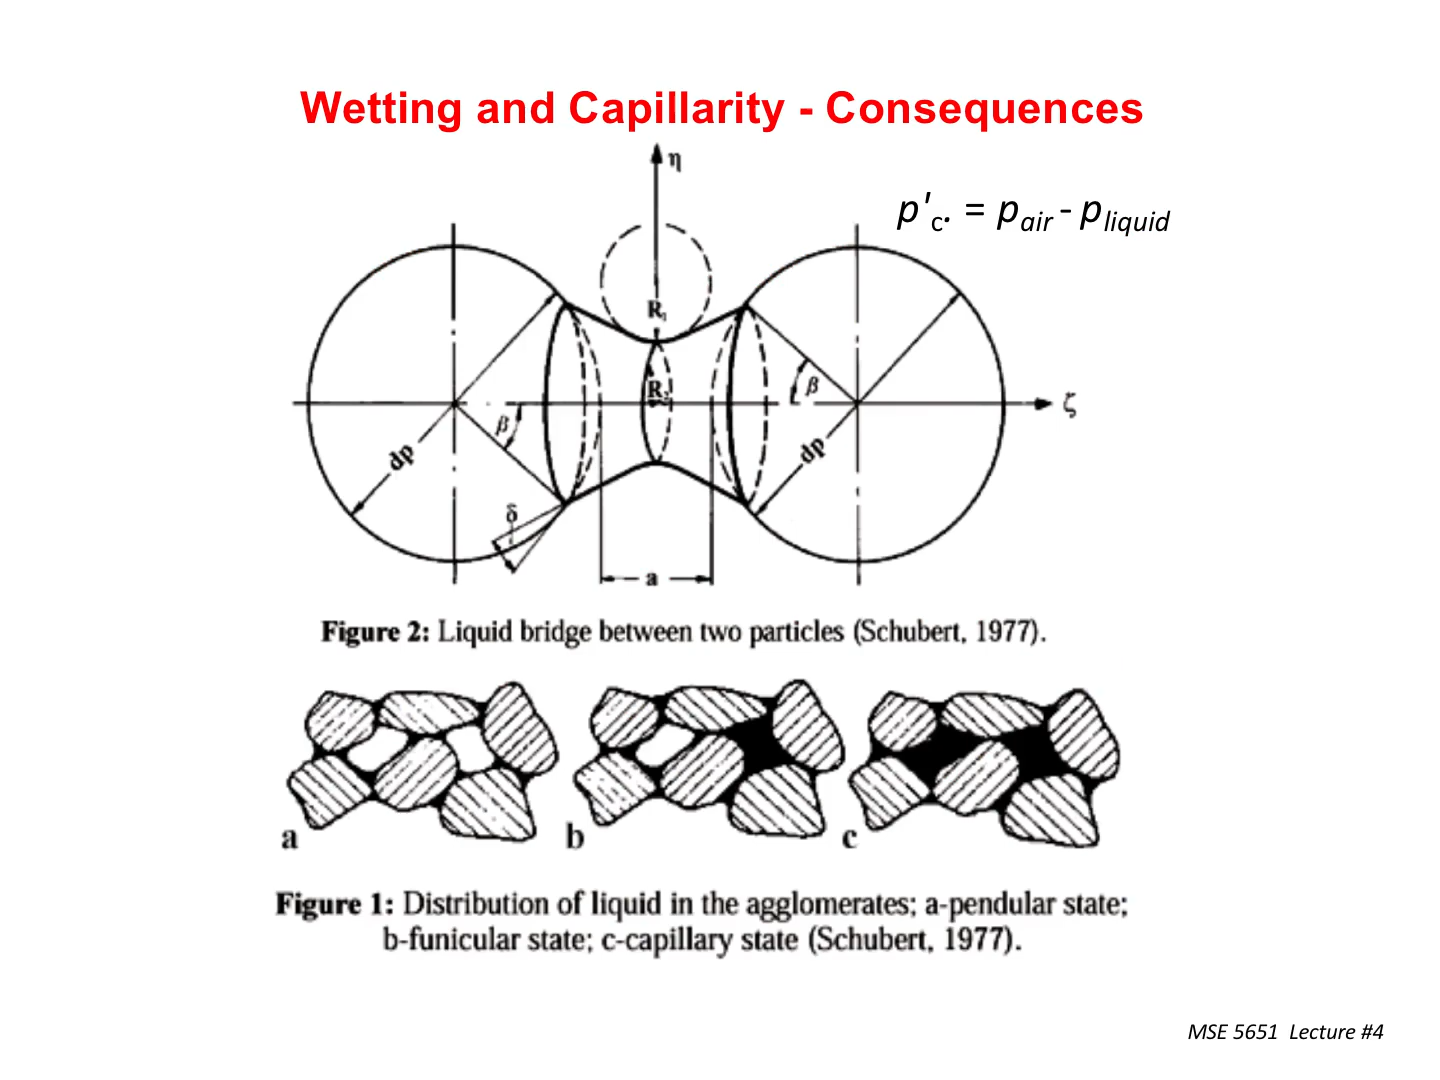 Wetting and Capillarity - Consequences
η
p'c. = pair - pliquid
R1
R2
ζ
β
β
dp
dp
δ
a
Figure 2: Liquid bridge between two particles (Schubert, 1977).
a
b
c
Figure 1: Distribution of liquid in the agglomerates; a-pendular state;
b-funicular state; c-capillary state (Schubert, 1977).
MSE 5651 Lecture #4